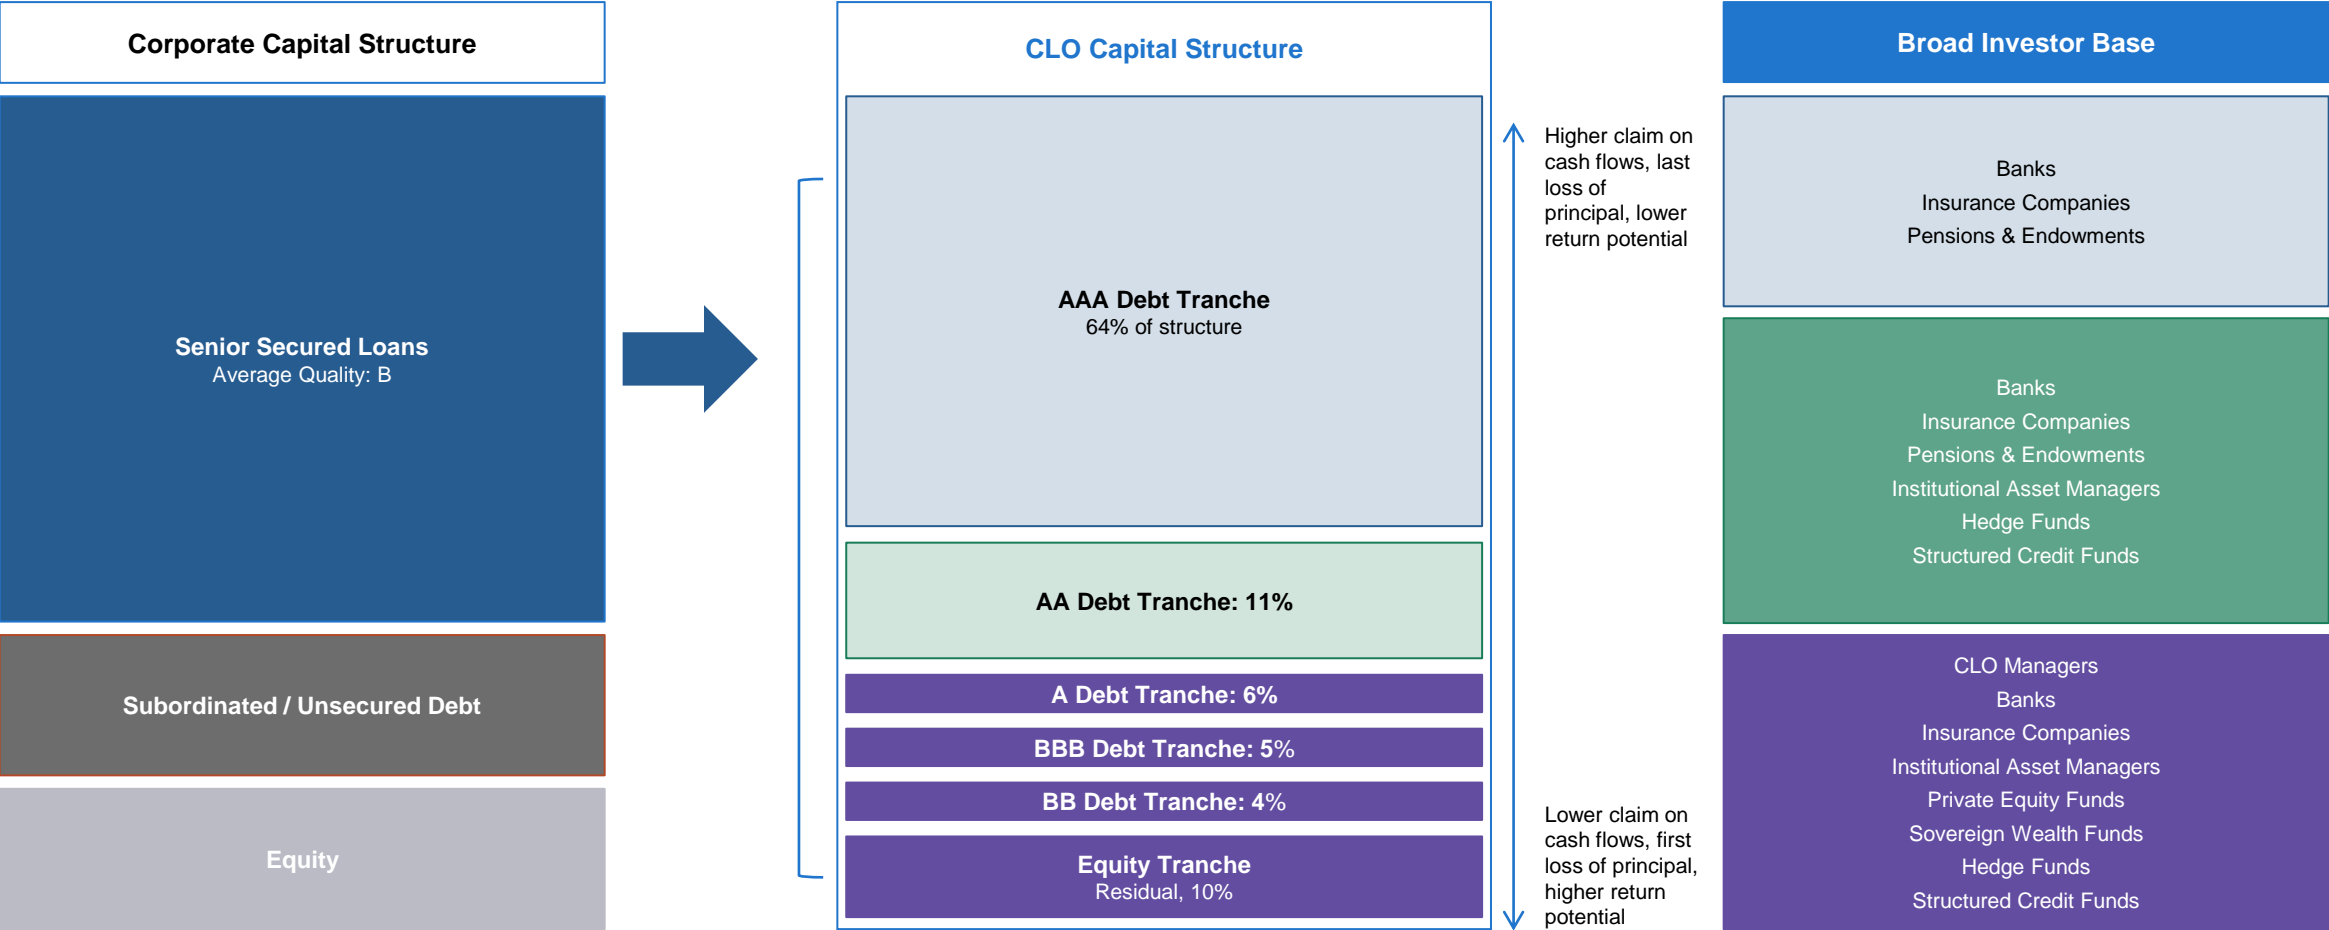 Corporate Capital Structure
Senior Secured Loans
Average Quality: B
Subordinated / Unsecured Debt
Equity
CLO Capital Structure
AAA Debt Tranche
64% of structure
AA Debt Tranche: 11%
A Debt Tranche: 6%
BBB Debt Tranche: 5%
BB Debt Tranche: 4%
Equity Tranche
Residual, 10%
Higher claim on
cash flows, last
loss of
principal, lower
return potential
Lower claim on
cash flows, first
loss of principal,
higher return
potential
Broad Investor Base
Banks
Insurance Companies
Pensions & Endowments
Banks
Insurance Companies
Pensions & Endowments
Institutional Asset Managers
Hedge Funds
Structured Credit Funds
CLO Managers
Banks
Insurance Companies
Institutional Asset Managers
Private Equity Funds
Sovereign Wealth Funds
Hedge Funds
Structured Credit Funds